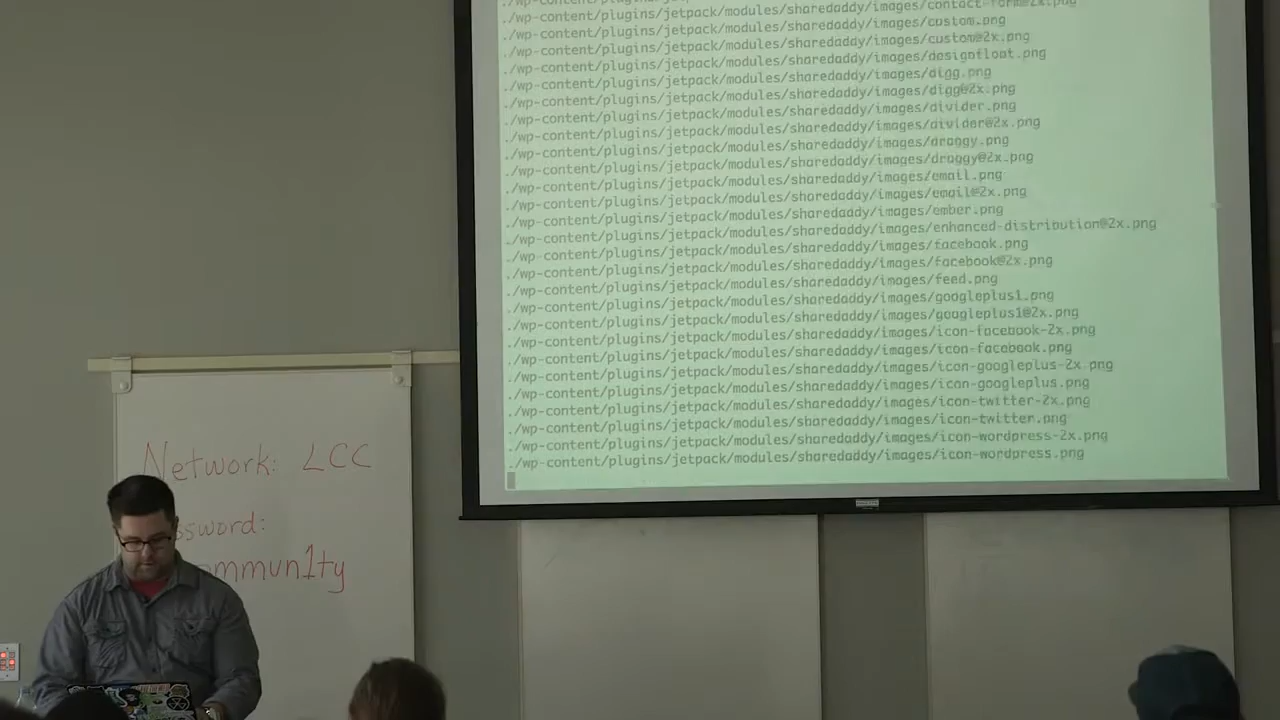 ./wp-content/plugins/jetpack/modules/sharedaddy/images/contact-form@2x.png
./wp-content/plugins/jetpack/modules/sharedaddy/images/custom.png
./wp-content/plugins/jetpack/modules/sharedaddy/images/custom@2x.png
./wp-content/plugins/jetpack/modules/sharedaddy/images/designfloat.png
./wp-content/plugins/jetpack/modules/sharedaddy/images/digg.png
./wp-content/plugins/jetpack/modules/sharedaddy/images/digg@2x.png
./wp-content/plugins/jetpack/modules/sharedaddy/images/divider.png
./wp-content/plugins/jetpack/modules/sharedaddy/images/divider@2x.png
./wp-content/plugins/jetpack/modules/sharedaddy/images/draggy.png
./wp-content/plugins/jetpack/modules/sharedaddy/images/draggy@2x.png
./wp-content/plugins/jetpack/modules/sharedaddy/images/email.png
./wp-content/plugins/jetpack/modules/sharedaddy/images/email@2x.png
./wp-content/plugins/jetpack/modules/sharedaddy/images/ember.png
./wp-content/plugins/jetpack/modules/sharedaddy/images/enhanced-distribution@2x.png
./wp-content/plugins/jetpack/modules/sharedaddy/images/facebook.png
./wp-content/plugins/jetpack/modules/sharedaddy/images/facebook@2x.png
./wp-content/plugins/jetpack/modules/sharedaddy/images/feed.png
./wp-content/plugins/jetpack/modules/sharedaddy/images/googleplus1.png
./wp-content/plugins/jetpack/modules/sharedaddy/images/googleplus1@2x.png
./wp-content/plugins/jetpack/modules/sharedaddy/images/icon-facebook-2x.png
./wp-content/plugins/jetpack/modules/sharedaddy/images/icon-facebook.png
./wp-content/plugins/jetpack/modules/sharedaddy/images/icon-googleplus-2x.png
./wp-content/plugins/jetpack/modules/sharedaddy/images/icon-googleplus.png
./wp-content/plugins/jetpack/modules/sharedaddy/images/icon-twitter-2x.png
./wp-content/plugins/jetpack/modules/sharedaddy/images/icon-twitter.png
./wp-content/plugins/jetpack/modules/sharedaddy/images/icon-wordpress-2x.png
./wp-content/plugins/jetpack/modules/sharedaddy/images/icon-wordpress.png
Network: LCC
ssword:
mmun1ty